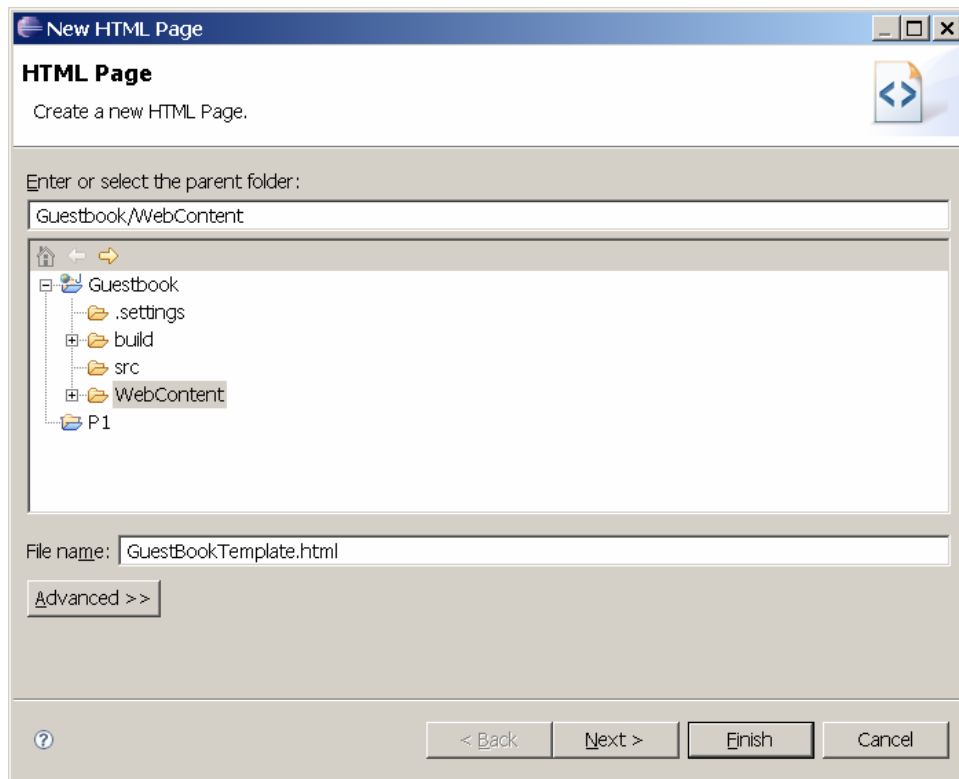 New HTML Page
HTML Page
Create a new HTML Page.
Enter or select the parent folder:
Guestbook/WebContent
Guestbook
.settings
build
src
WebContent
P1
File name: GuestBookTemplate.html
Advanced >>
< Back Next > Finish Cancel